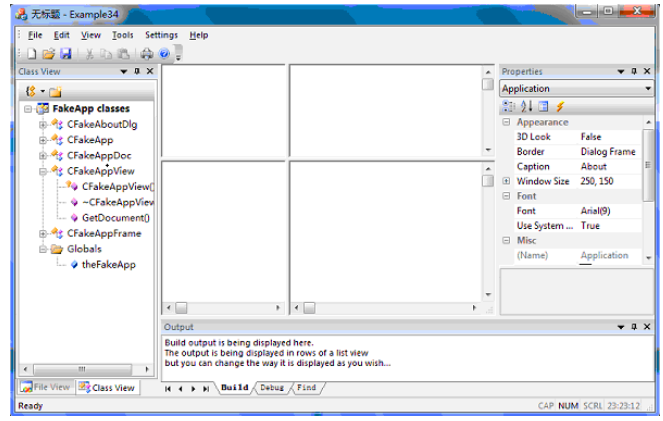 无标题 - Example34
File Edit View Tools Settings Help
Class View
FakeApp classes
CFakeAboutDlg
CFakeApp
CFakeAppDoc
CFakeAppView
CFakeAppView(
~CFakeAppView
GetDocument()
CFakeAppFrame
Globals
theFakeApp
File View Class View
Properties
Application
Appearance
3D Look False
Border Dialog Frame
Caption About
Window Size 250, 150
Font
Font Arial(9)
Use System ... True
Misc
(Name) Application
Output
Build output is being displayed here.
The output is being displayed in rows of a list view
but you can change the way it is displayed as you wish...
Build Debug Find
Ready
CAP NUM SCRL 23:23:12